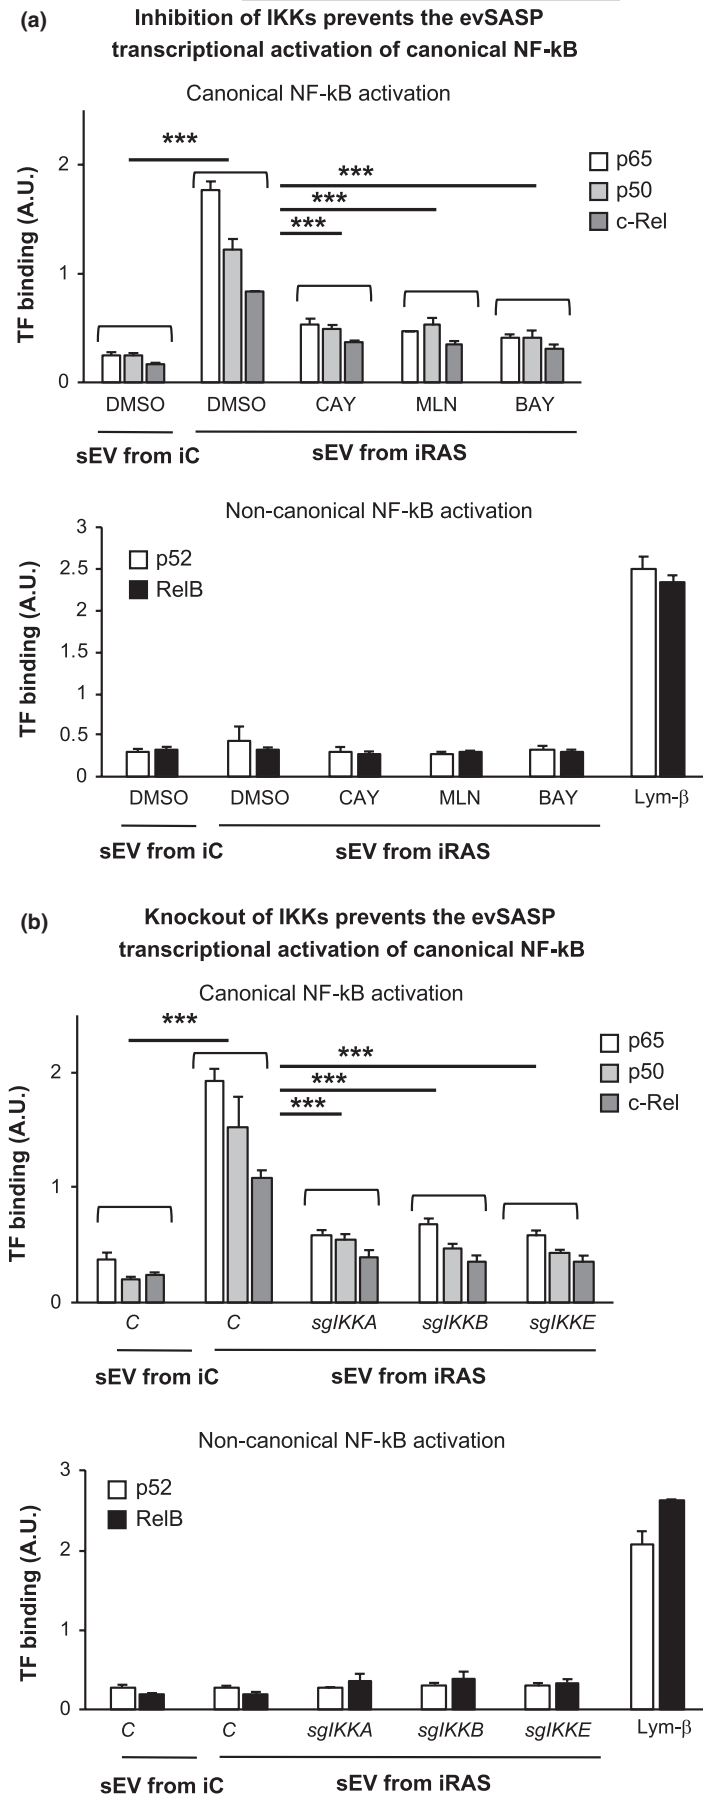 (a)
Inhibition of IKKs prevents the evSASP
transcriptional activation of canonical NF-kB
Canonical NF-kB activation
TF binding (A.U.)
2
1
0
***
***
***
***
p65
p50
c-Rel
DMSO DMSO CAY MLN BAY
sEV from iC sEV from iRAS
Non-canonical NF-kB activation
TF binding (A.U.)
3
2.5
2
1.5
1
0.5
0
p52
RelB
DMSO DMSO CAY MLN BAY Lym-β
sEV from iC sEV from iRAS
(b)
Knockout of IKKs prevents the evSASP
transcriptional activation of canonical NF-kB
Canonical NF-kB activation
TF binding (A.U.)
2
1
0
***
***
***
***
p65
p50
c-Rel
C C sgIKKA sgIKKB sgIKKE
sEV from iC sEV from iRAS
Non-canonical NF-kB activation
TF binding (A.U.)
3
2
1
0
p52
RelB
C C sgIKKA sgIKKB sgIKKE Lym-β
sEV from iC sEV from iRAS